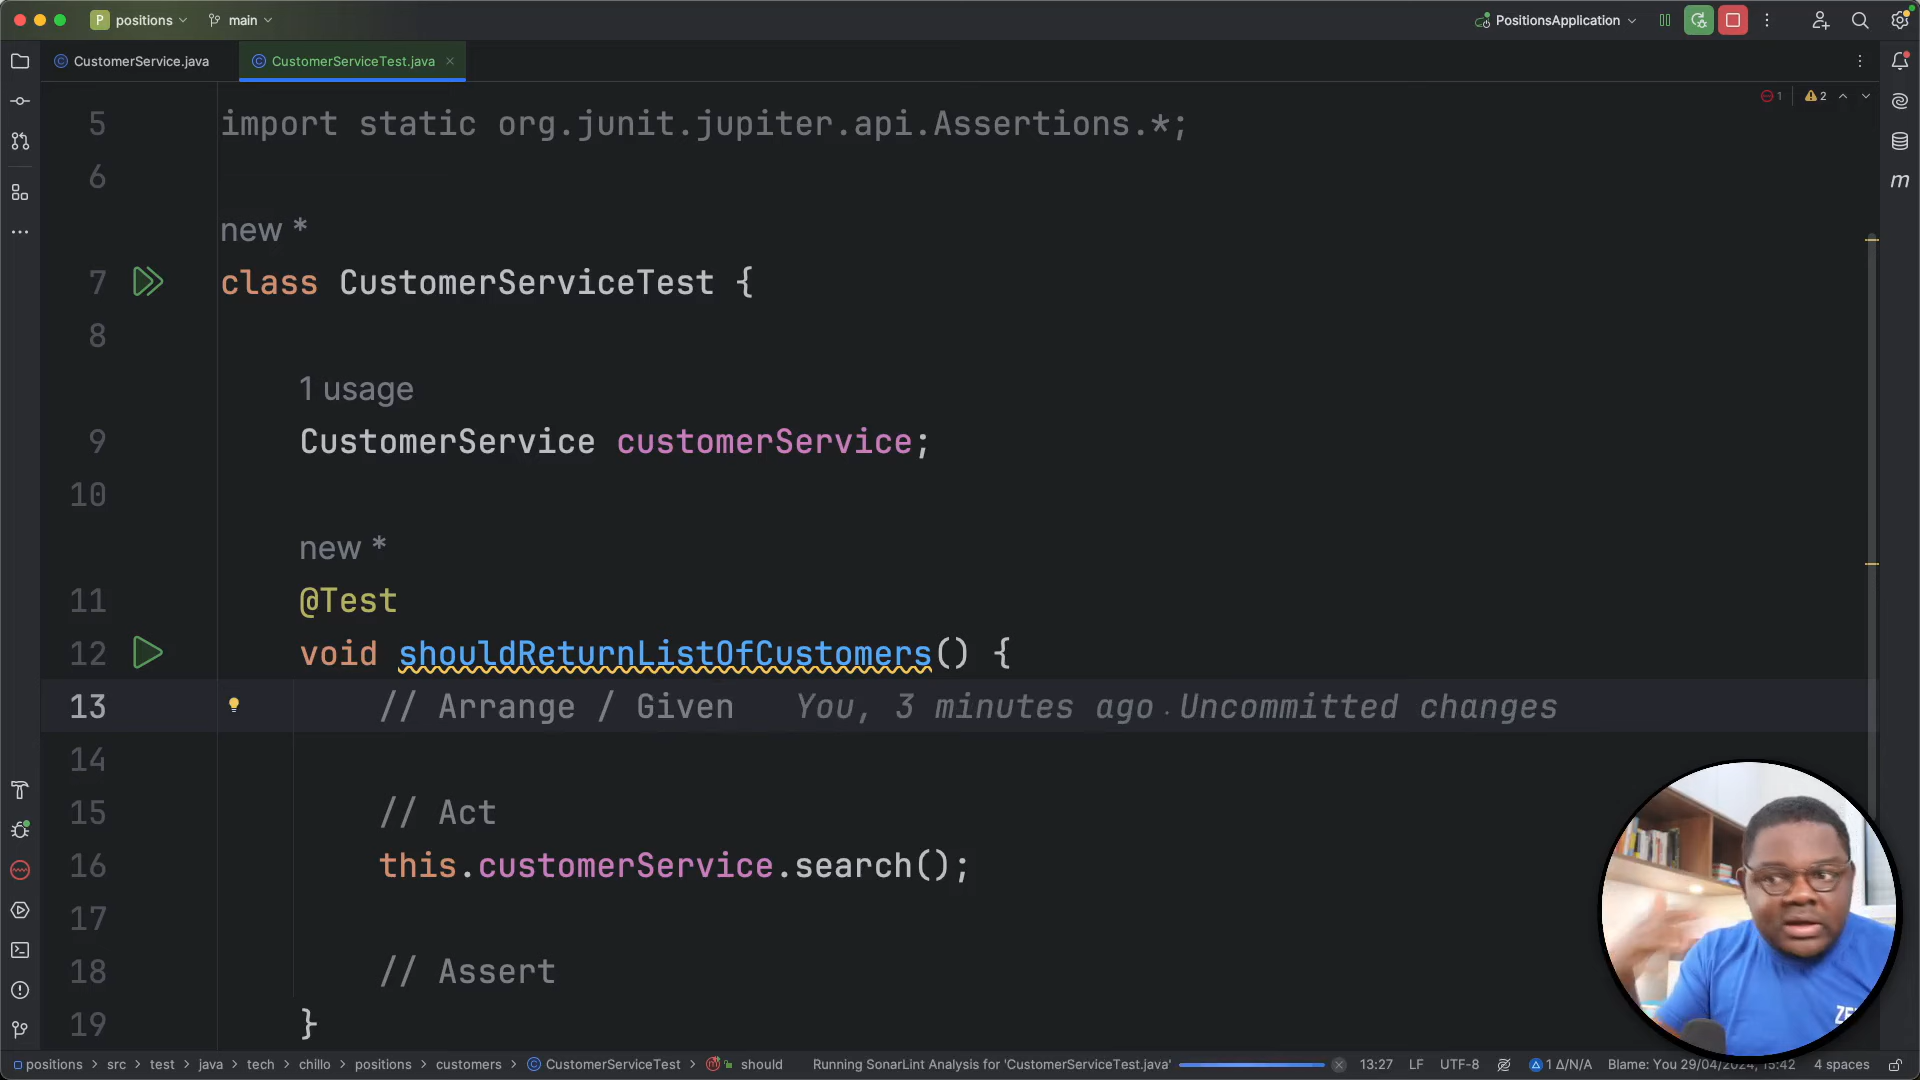 P positions main PositionsApplication
CustomerService.java CustomerServiceTest.java
1 2
5 import static org.junit.jupiter.api.Assertions.*;
6
new *
7 class CustomerServiceTest {
8
1 usage
9 CustomerService customerService;
10
new *
11 @Test
12 void shouldReturnListOfCustomers() {
13 // Arrange / Given You, 3 minutes ago · Uncommitted changes
14
15 // Act
16 this.customerService.search();
17
18 // Assert
19 }
positions > src > test > java > tech > chillo > positions > customers > CustomerServiceTest > should Running SonarLint Analysis for 'CustomerServiceTest.java' 13:27 LF UTF-8 1 Δ/N/A Blame: You 29/04/2024, 15:42 4 spaces